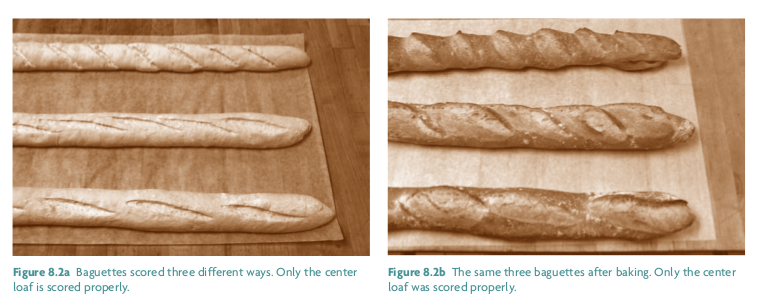 Figure 8.2a Baguettes scored three different ways. Only the center
loaf is scored properly.
Figure 8.2b The same three baguettes after baking. Only the center
loaf was scored properly.